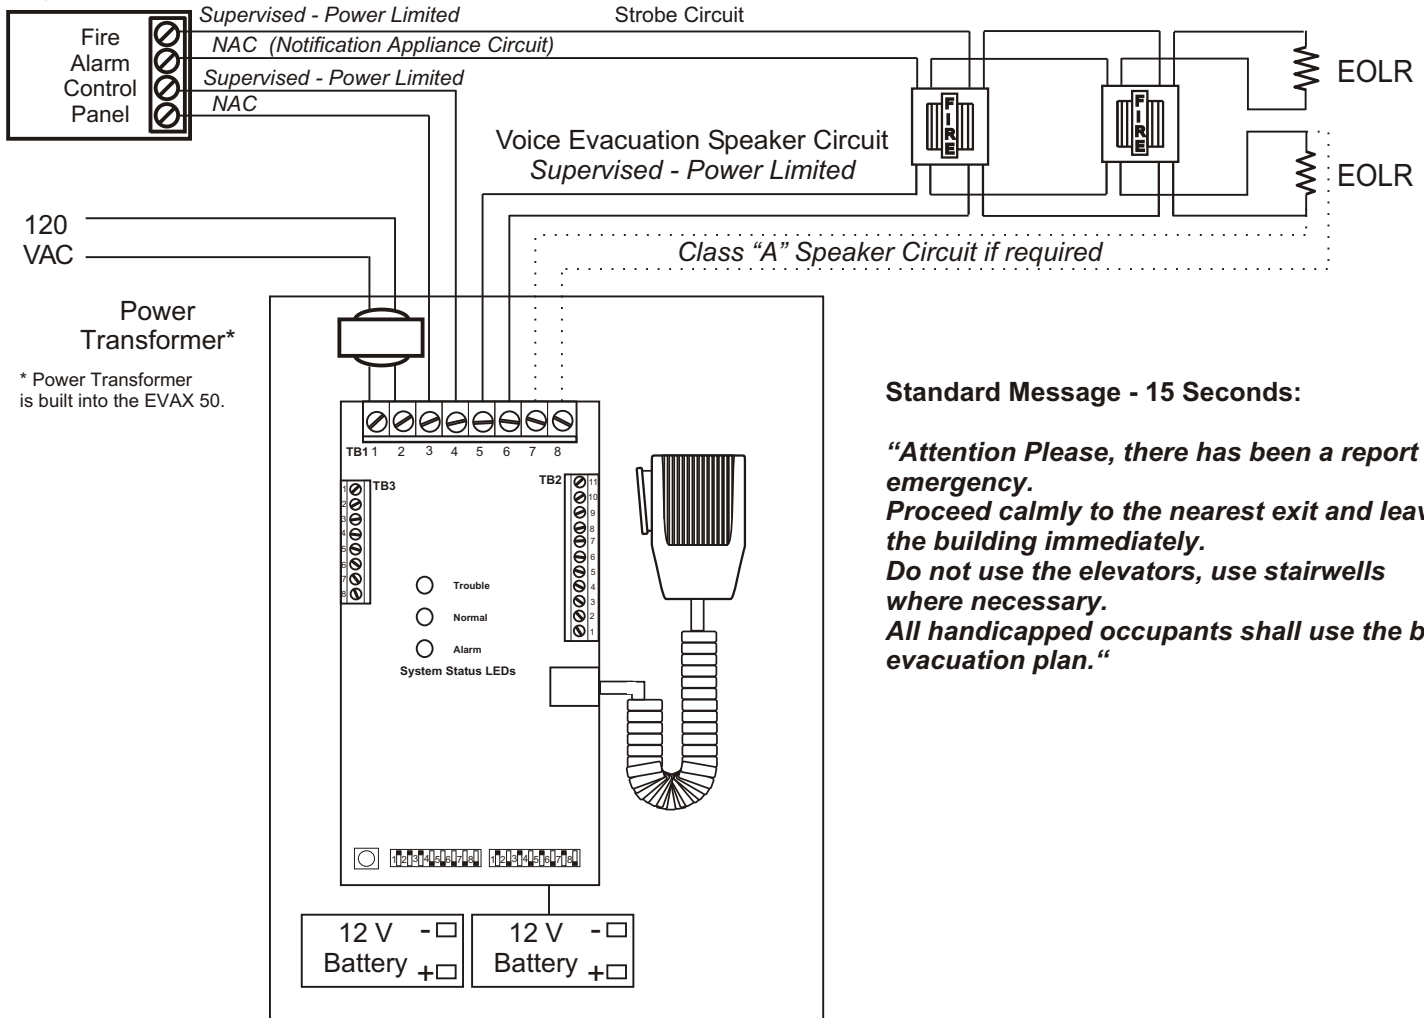 Supervised - Power Limited
Strobe Circuit
Fire
Alarm
Control
Panel
NAC (Notification Appliance Circuit)
Supervised - Power Limited
NAC
EOLR
FIRE
FIRE
Voice Evacuation Speaker Circuit
Supervised - Power Limited
EOLR
120
VAC
Class “A” Speaker Circuit if required
Power
Transformer*
* Power Transformer
is built into the EVAX 50.
TB1 1 2 3 4 5 6 7 8
TB3
1
2
3
4
5
6
7
8
TB2
11
10
9
8
7
6
5
4
3
2
1
Trouble
Normal
Alarm
System Status LEDs
1 2 3 4 5 6 7 8
1 2 3 4 5 6 7 8
12 V -
Battery +
12 V -
Battery +
Standard Message - 15 Seconds:
“Attention Please, there has been a report
emergency.
Proceed calmly to the nearest exit and leav
the building immediately.
Do not use the elevators, use stairwells
where necessary.
All handicapped occupants shall use the b
evacuation plan.“